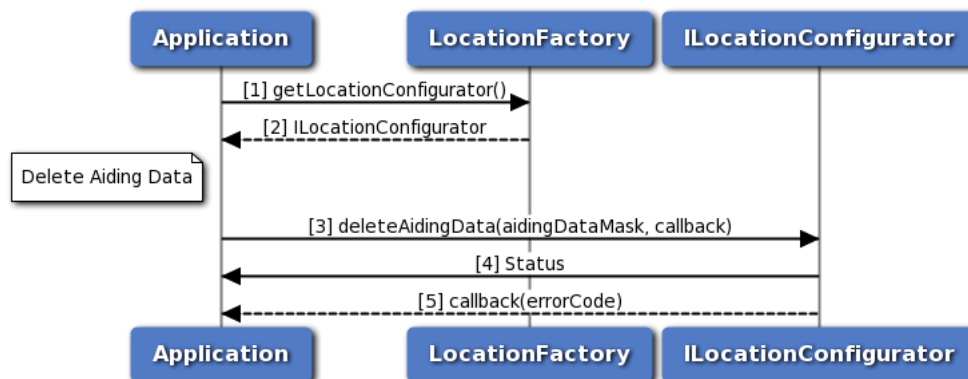 Application
LocationFactory
ILocationConfigurator
[1] getLocationConfigurator()
[2] ILocationConfigurator
Delete Aiding Data
[3] deleteAidingData(aidingDataMask, callback)
[4] Status
[5] callback(errorCode)
Application
LocationFactory
ILocationConfigurator